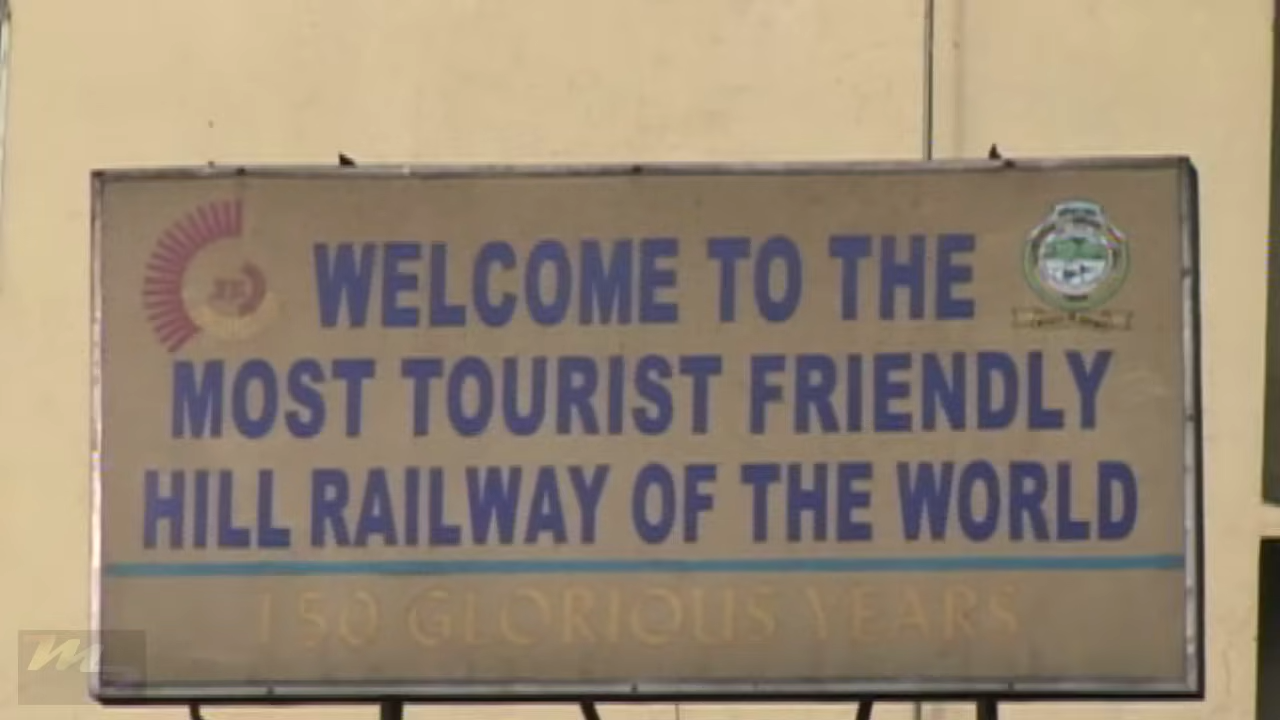 WELCOME TO THE
MOST TOURIST FRIENDLY
HILL RAILWAY OF THE WORLD
150 GLORIOUS YEARS